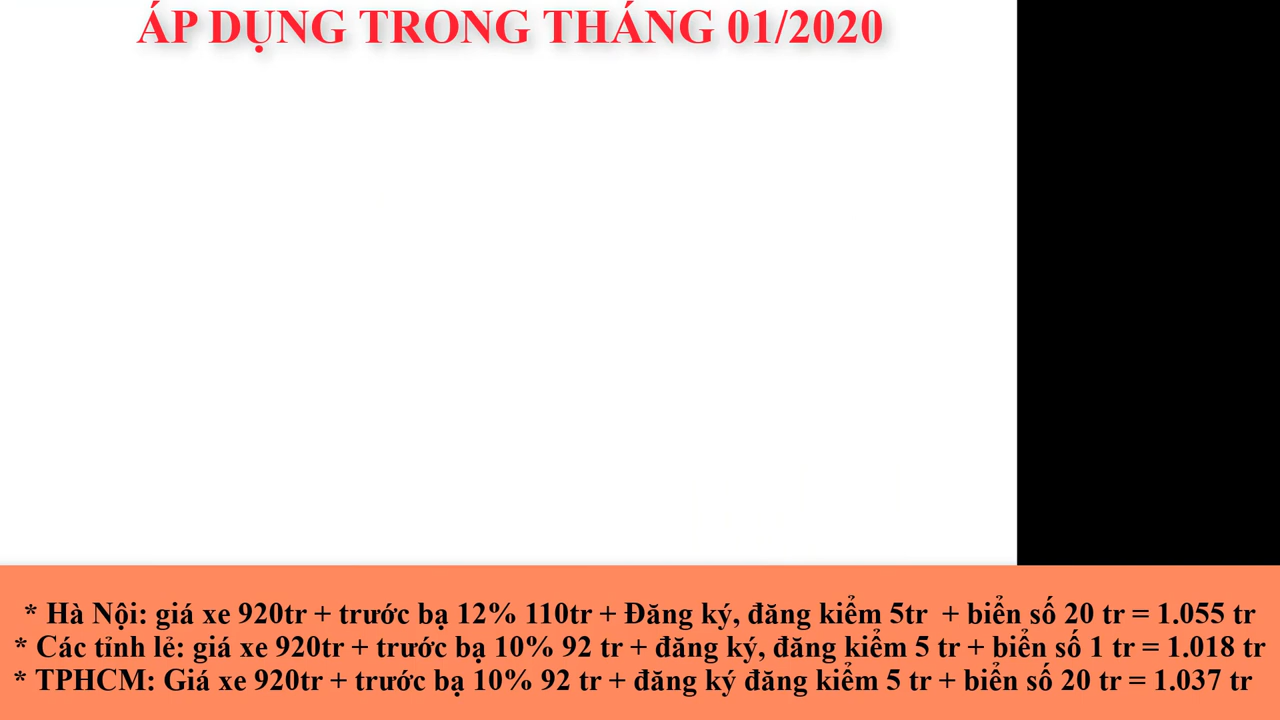 ÁP DỤNG TRONG THÁNG 01/2020
* Hà Nội: giá xe 920tr + trước bạ 12% 110tr + Đăng ký, đăng kiểm 5tr + biển số 20 tr = 1.055 tr
* Các tỉnh lẻ: giá xe 920tr + trước bạ 10% 92 tr + đăng ký, đăng kiểm 5 tr + biển số 1 tr = 1.018 tr
* TPHCM: Giá xe 920tr + trước bạ 10% 92 tr + đăng ký đăng kiểm 5 tr + biển số 20 tr = 1.037 tr